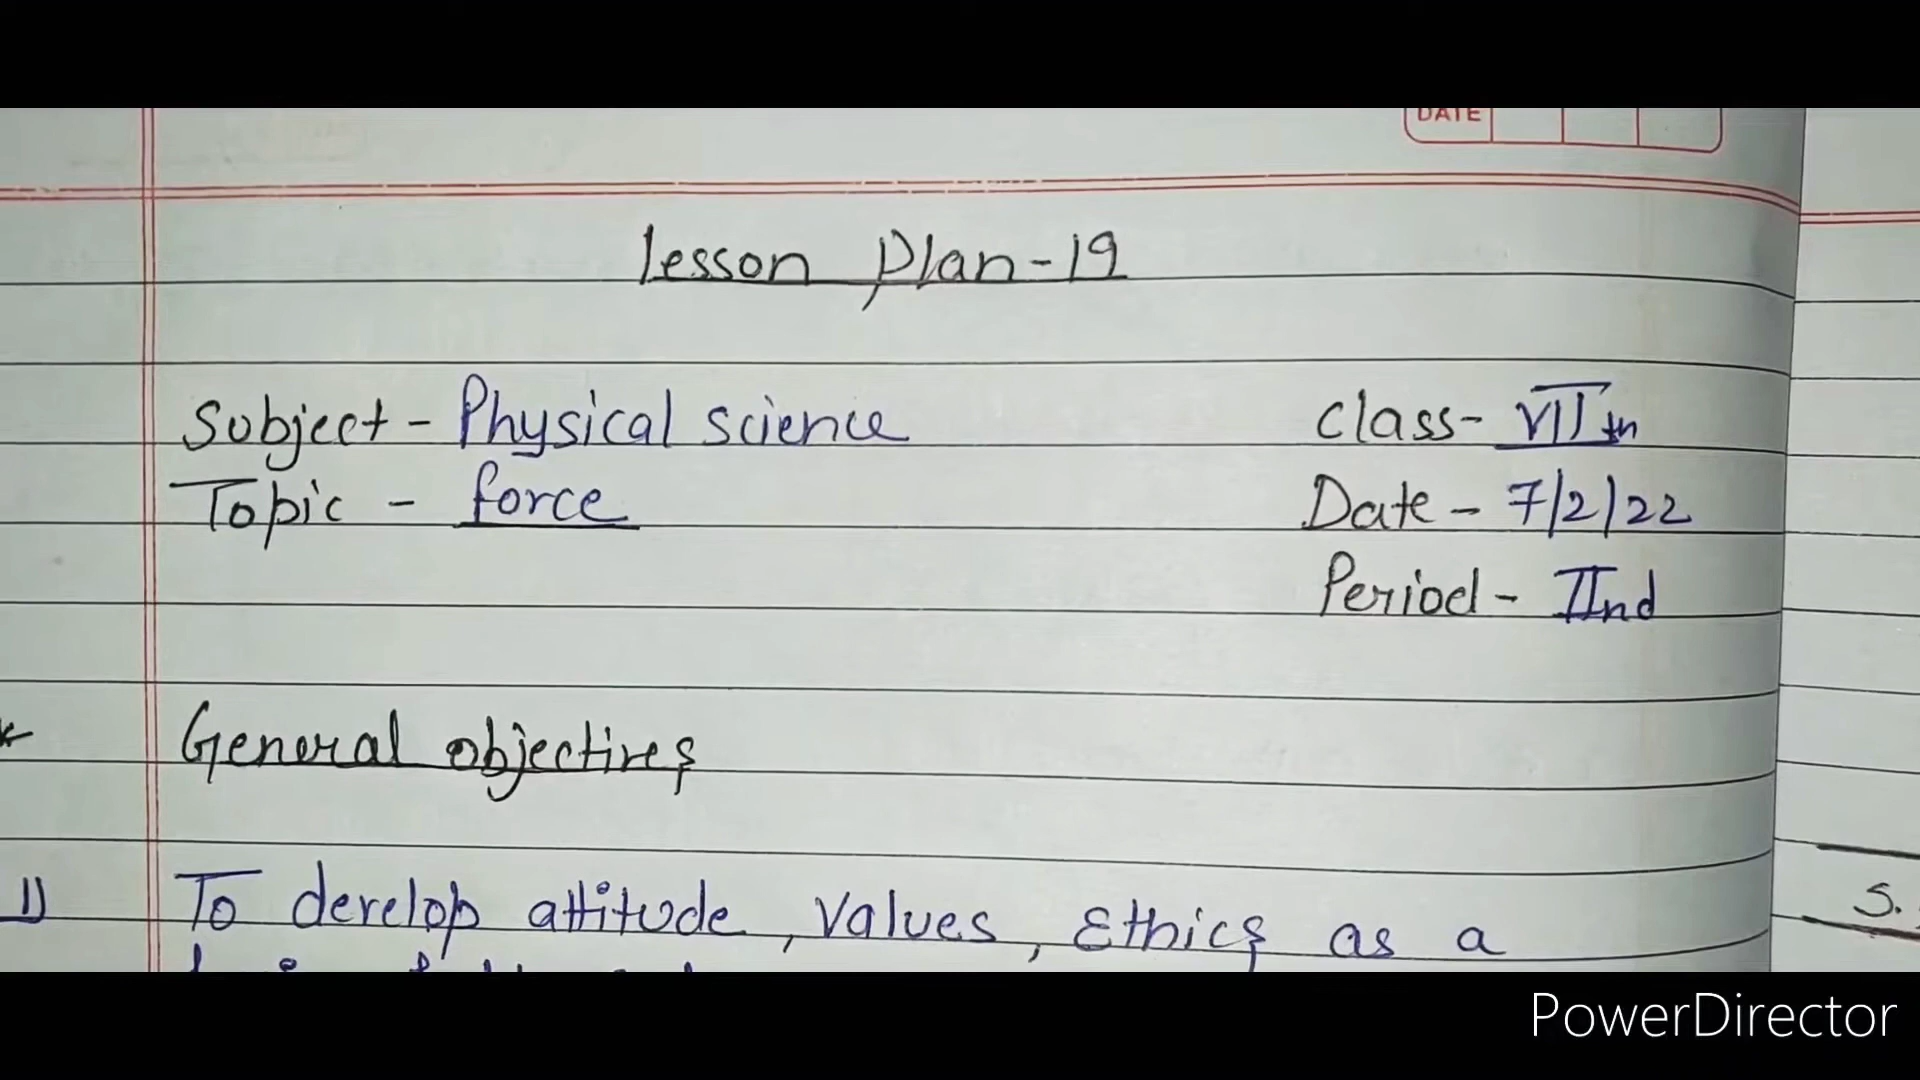 DATE
Lesson Plan-19
Subject - Physical science
Class- VIIth
Topic - force
Date - 7/2/22
Period - IInd
General objectives
1) To develop attitude, values, Ethics as a
S.
PowerDirector